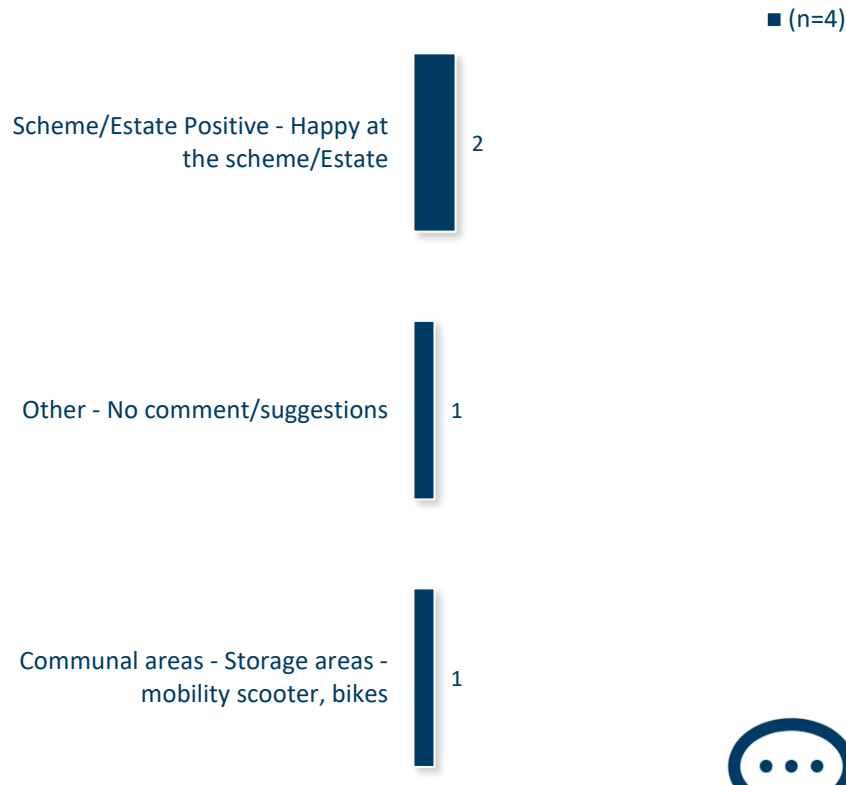 (n=4)
Scheme/Estate Positive - Happy at
the scheme/Estate
2
Other - No comment/suggestions
1
Communal areas - Storage areas -
mobility scooter, bikes
1